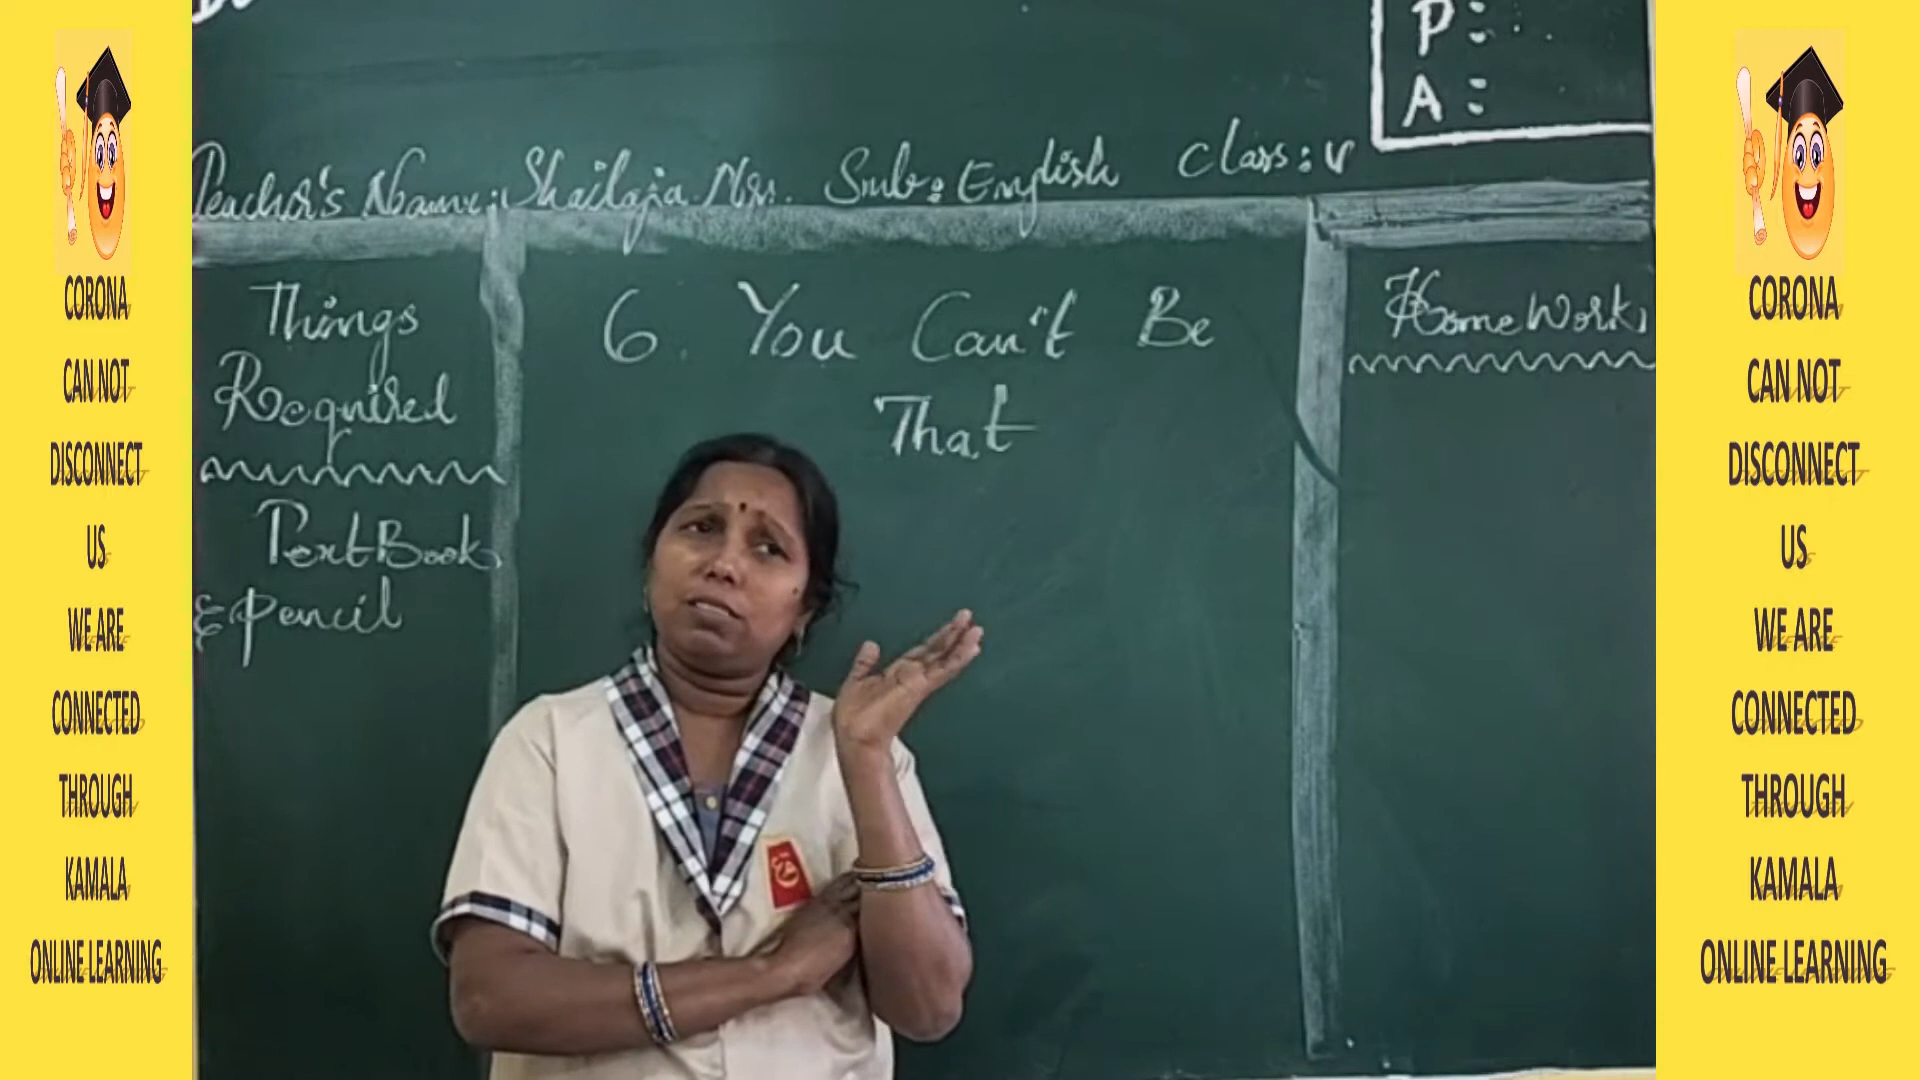 P:
A:
Teacher's Name: Shailaja Nr. Sub: English Class: V
Things
Required
TextBook
& Pencil
6. You Can't Be
That
Home Work
CORONA
CAN NOT
DISCONNECT
US
WE ARE
CONNECTED
THROUGH
KAMALA
ONLINE LEARNING
CORONA
CAN NOT
DISCONNECT
US
WE ARE
CONNECTED
THROUGH
KAMALA
ONLINE LEARNING